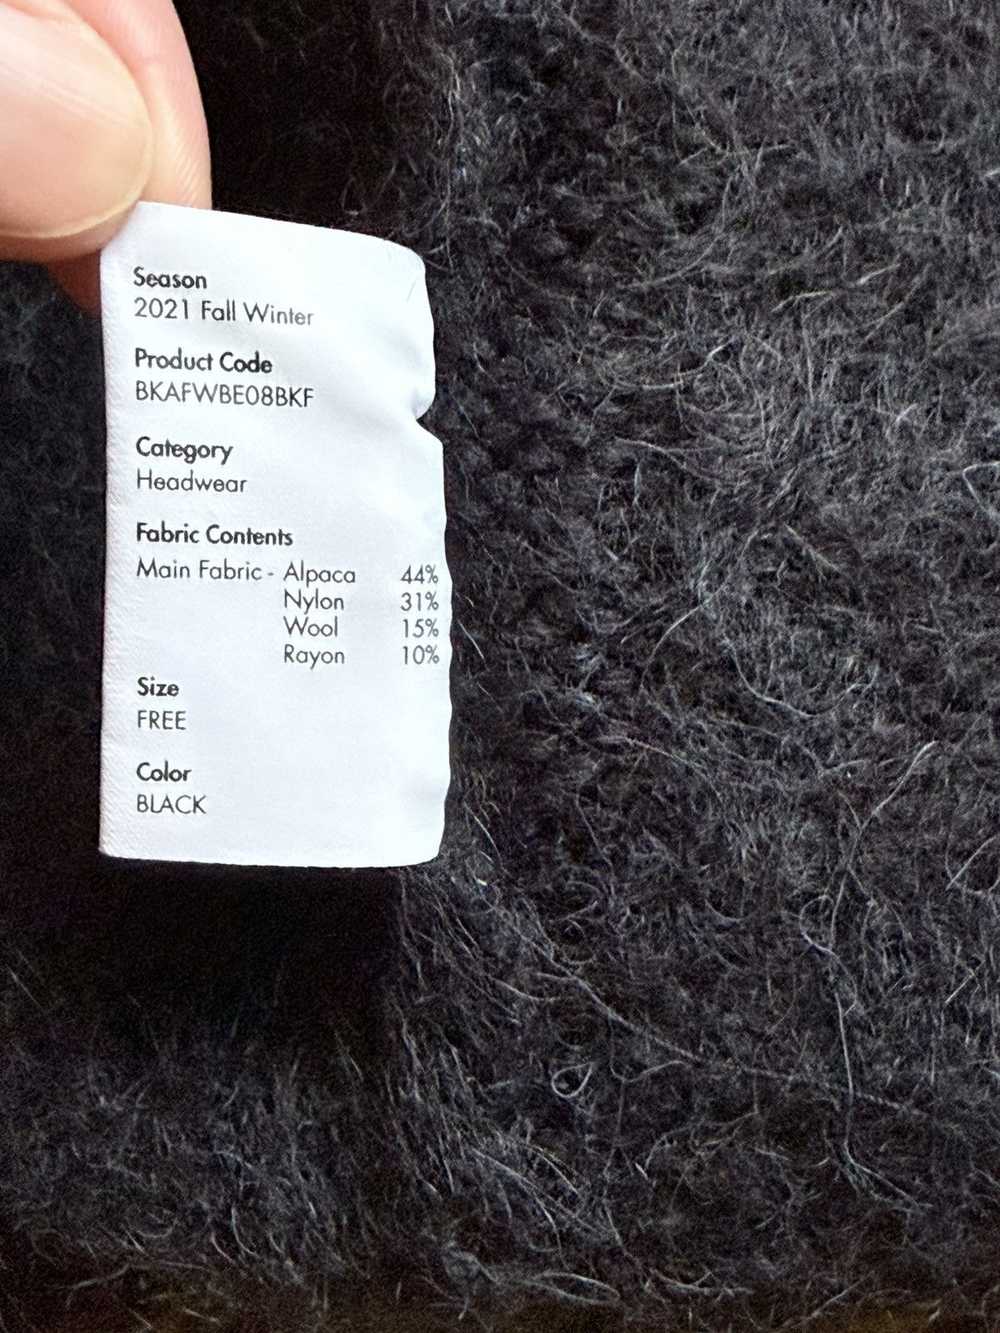 Season
2021 Fall Winter
Product Code
BKAFWBE08BKF
Category
Headwear
Fabric Contents
Main Fabric - Alpaca 44%
Nylon 31%
Wool 15%
Rayon 10%
Size
FREE
Color
BLACK